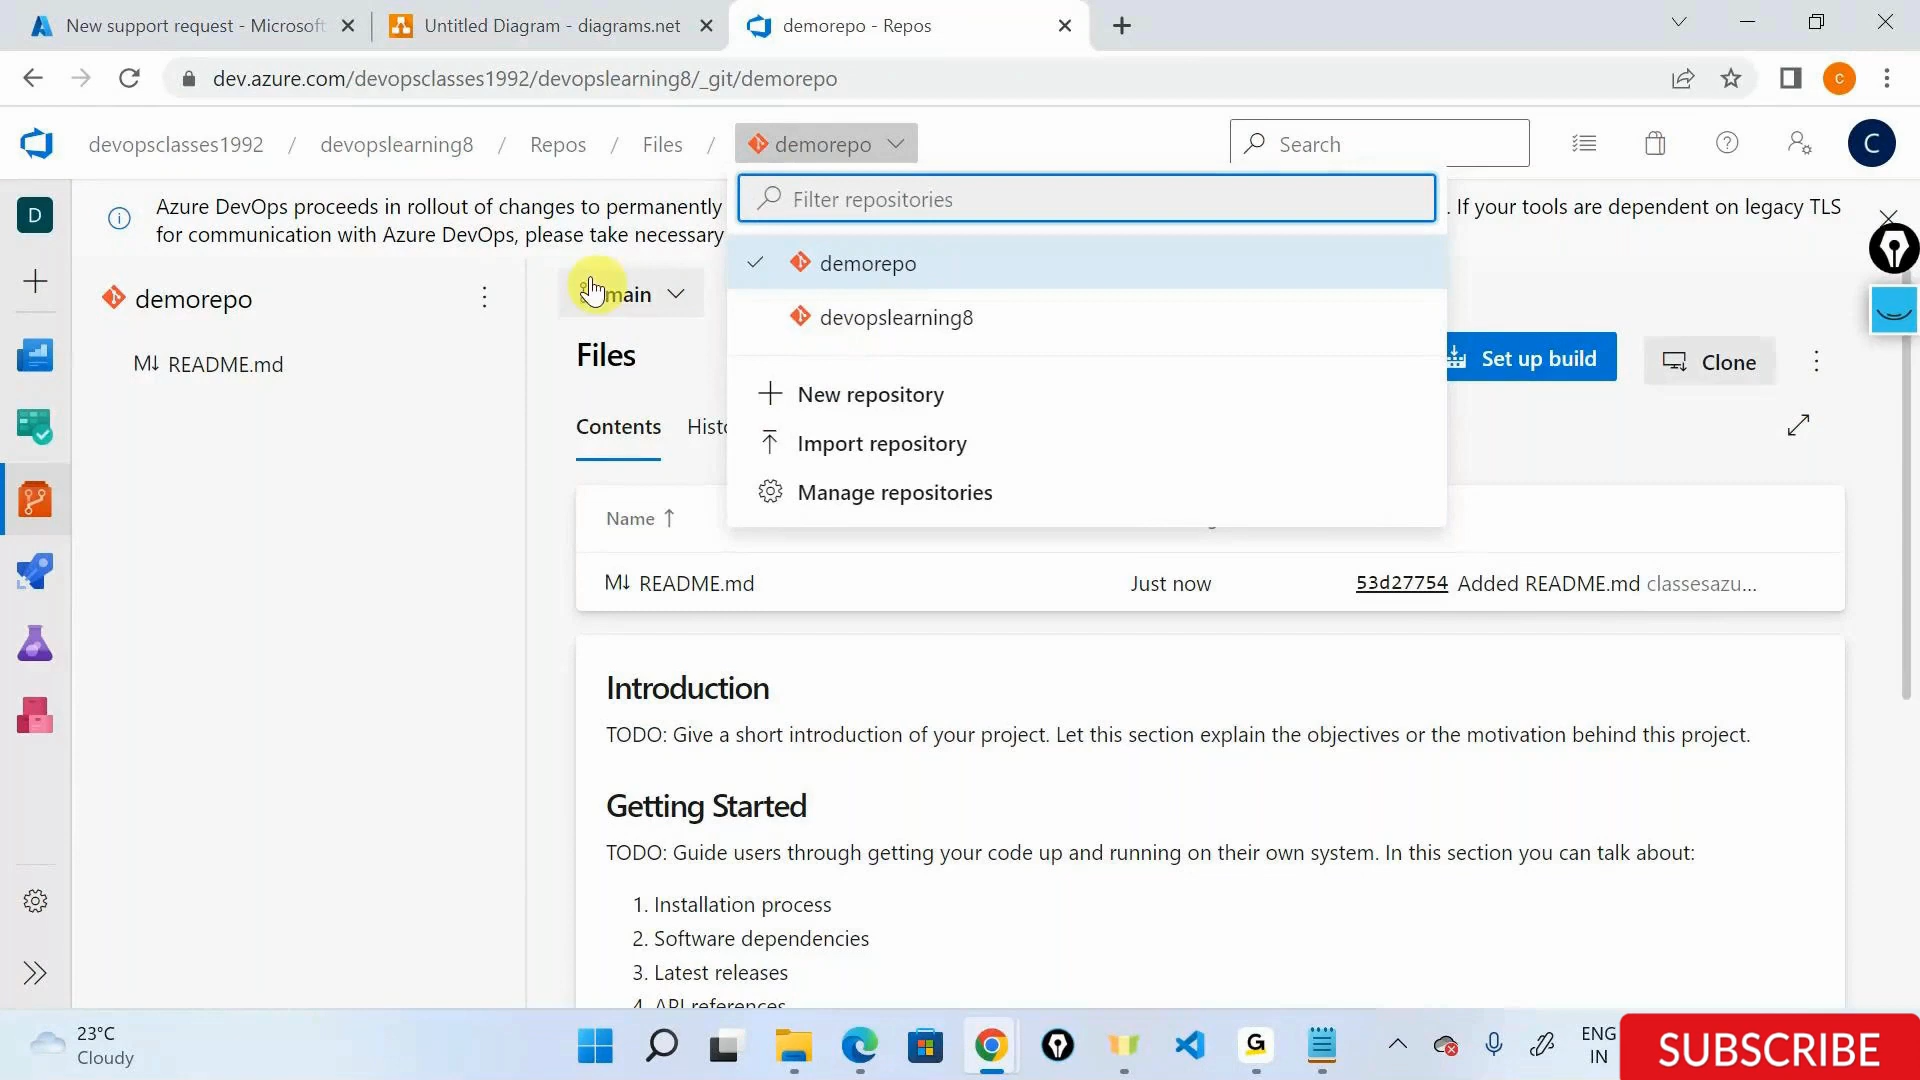 New support request - Microsoft
Untitled Diagram - diagrams.net
demorepo - Repos
dev.azure.com/devopsclasses1992/devopslearning8/_git/demorepo
c
devopsclasses1992 / devopslearning8 / Repos / Files / demorepo
Search
C
D
Azure DevOps proceeds in rollout of changes to permanently
. If your tools are dependent on legacy TLS
for communication with Azure DevOps, please take necessary
Filter repositories
demorepo
devopslearning8
New repository
Import repository
Manage repositories
demorepo
M↓ README.md
main
Files
Set up build
Clone
Contents
Histo
Name ↑
M↓ README.md
Just now
53d27754 Added README.md classesazu...
Introduction
TODO: Give a short introduction of your project. Let this section explain the objectives or the motivation behind this project.
Getting Started
TODO: Guide users through getting your code up and running on their own system. In this section you can talk about:
1. Installation process
2. Software dependencies
3. Latest releases
4. API references
23°C
Cloudy
G
ENG
IN
SUBSCRIBE